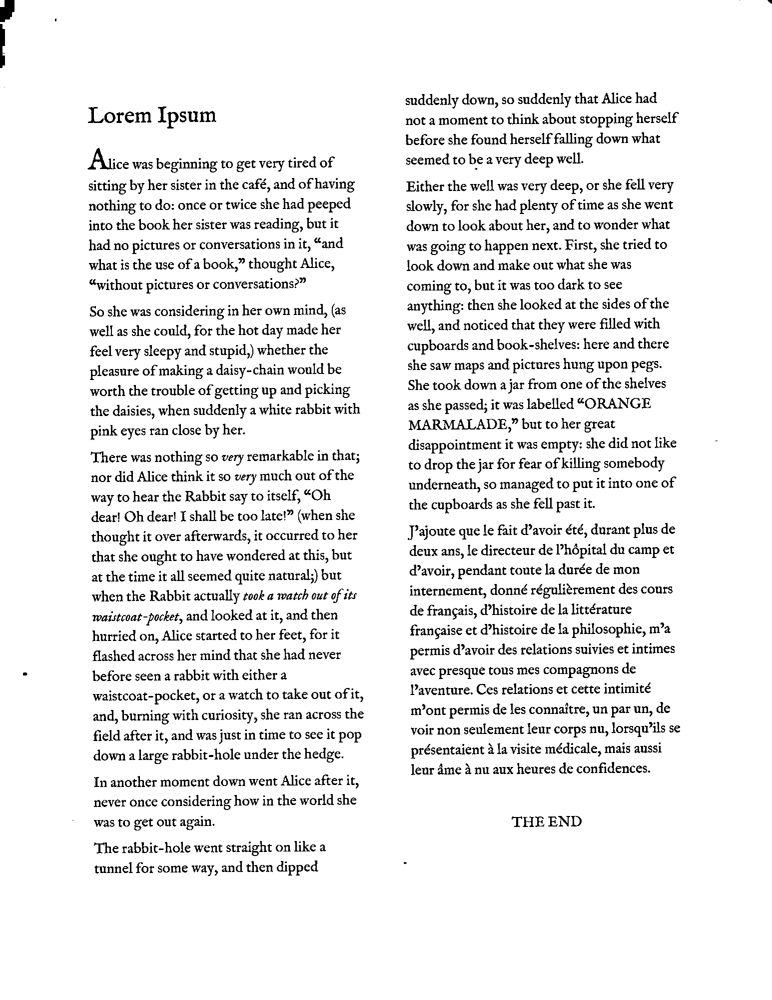 Lorem Ipsum
Alice was beginning to get very tired of
sitting by her sister in the café, and of having
nothing to do: once or twice she had peeped
into the book her sister was reading, but it
had no pictures or conversations in it, “and
what is the use of a book,” thought Alice,
“without pictures or conversations?”
So she was considering in her own mind, (as
well as she could, for the hot day made her
feel very sleepy and stupid,) whether the
pleasure of making a daisy-chain would be
worth the trouble of getting up and picking
the daisies, when suddenly a white rabbit with
pink eyes ran close by her.
There was nothing so very remarkable in that;
nor did Alice think it so very much out of the
way to hear the Rabbit say to itself, “Oh
dear! Oh dear! I shall be too late!” (when she
thought it over afterwards, it occurred to her
that she ought to have wondered at this, but
at the time it all seemed quite natural;) but
when the Rabbit actually took a watch out of its
waistcoat-pocket, and looked at it, and then
hurried on, Alice started to her feet, for it
flashed across her mind that she had never
before seen a rabbit with either a
waistcoat-pocket, or a watch to take out of it,
and, burning with curiosity, she ran across the
field after it, and was just in time to see it pop
down a large rabbit-hole under the hedge.
In another moment down went Alice after it,
never once considering how in the world she
was to get out again.
The rabbit-hole went straight on like a
tunnel for some way, and then dipped
suddenly down, so suddenly that Alice had
not a moment to think about stopping herself
before she found herself falling down what
seemed to be a very deep well.
Either the well was very deep, or she fell very
slowly, for she had plenty of time as she went
down to look about her, and to wonder what
was going to happen next. First, she tried to
look down and make out what she was
coming to, but it was too dark to see
anything: then she looked at the sides of the
well, and noticed that they were filled with
cupboards and book-shelves: here and there
she saw maps and pictures hung upon pegs.
She took down a jar from one of the shelves
as she passed; it was labelled “ORANGE
MARMALADE,” but to her great
disappointment it was empty: she did not like
to drop the jar for fear of killing somebody
underneath, so managed to put it into one of
the cupboards as she fell past it.
J’ajoute que le fait d’avoir été, durant plus de
deux ans, le directeur de l’hôpital du camp et
d’avoir, pendant toute la durée de mon
internement, donné régulièrement des cours
de français, d’histoire de la littérature
française et d’histoire de la philosophie, m’a
permis d’avoir des relations suivies et intimes
avec presque tous mes compagnons de
l’aventure. Ces relations et cette intimité
m’ont permis de les connaître, un par un, de
voir non seulement leur corps nu, lorsqu’ils se
présentaient à la visite médicale, mais aussi
leur âme à nu aux heures de confidences.
THE END